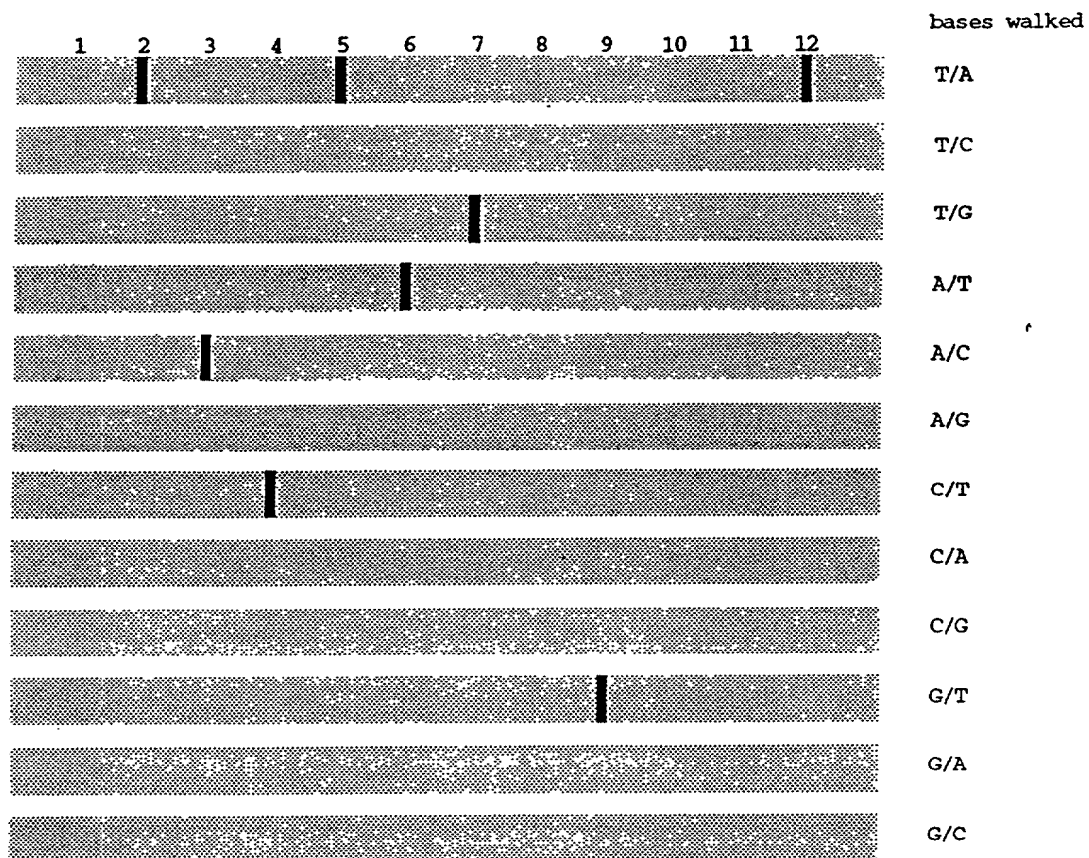 bases walked
1 2 3 4 5 6 7 8 9 10 11 12
T/A
T/C
T/G
A/T
A/C
A/G
C/T
C/A
C/G
G/T
G/A
G/C